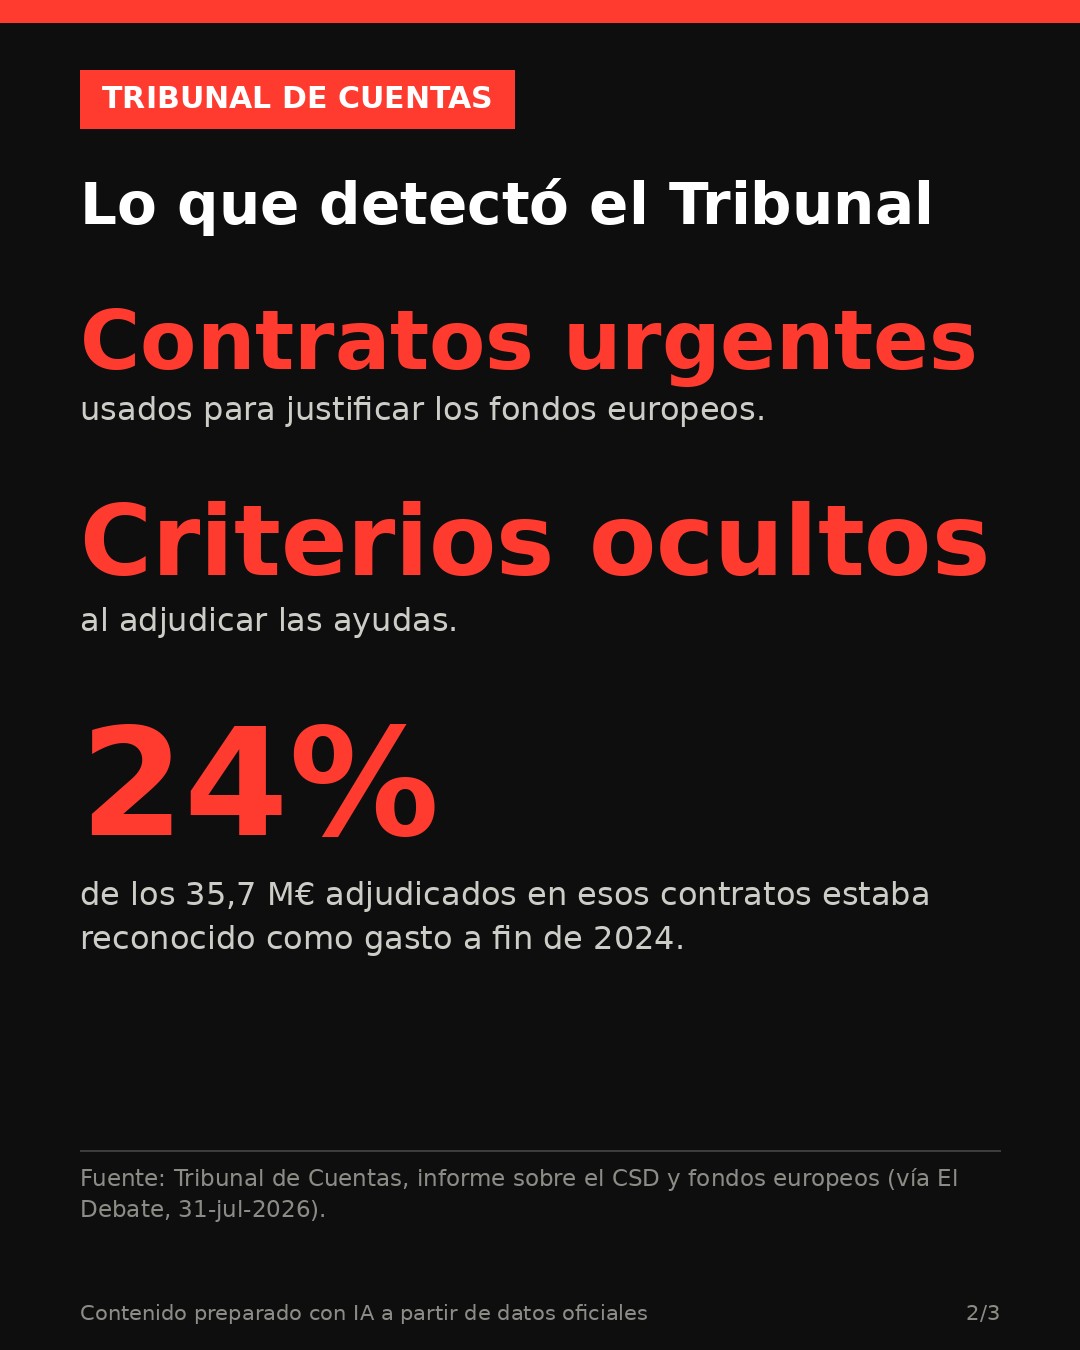 TRIBUNAL DE CUENTAS
Lo que detectó el Tribunal
Contratos urgentes
usados para justificar los fondos europeos.
Criterios ocultos
al adjudicar las ayudas.
24%
de los 35,7 M€ adjudicados en esos contratos estaba
reconocido como gasto a fin de 2024.
Fuente: Tribunal de Cuentas, informe sobre el CSD y fondos europeos (vía El
Debate, 31-jul-2026).
Contenido preparado con IA a partir de datos oficiales
2/3